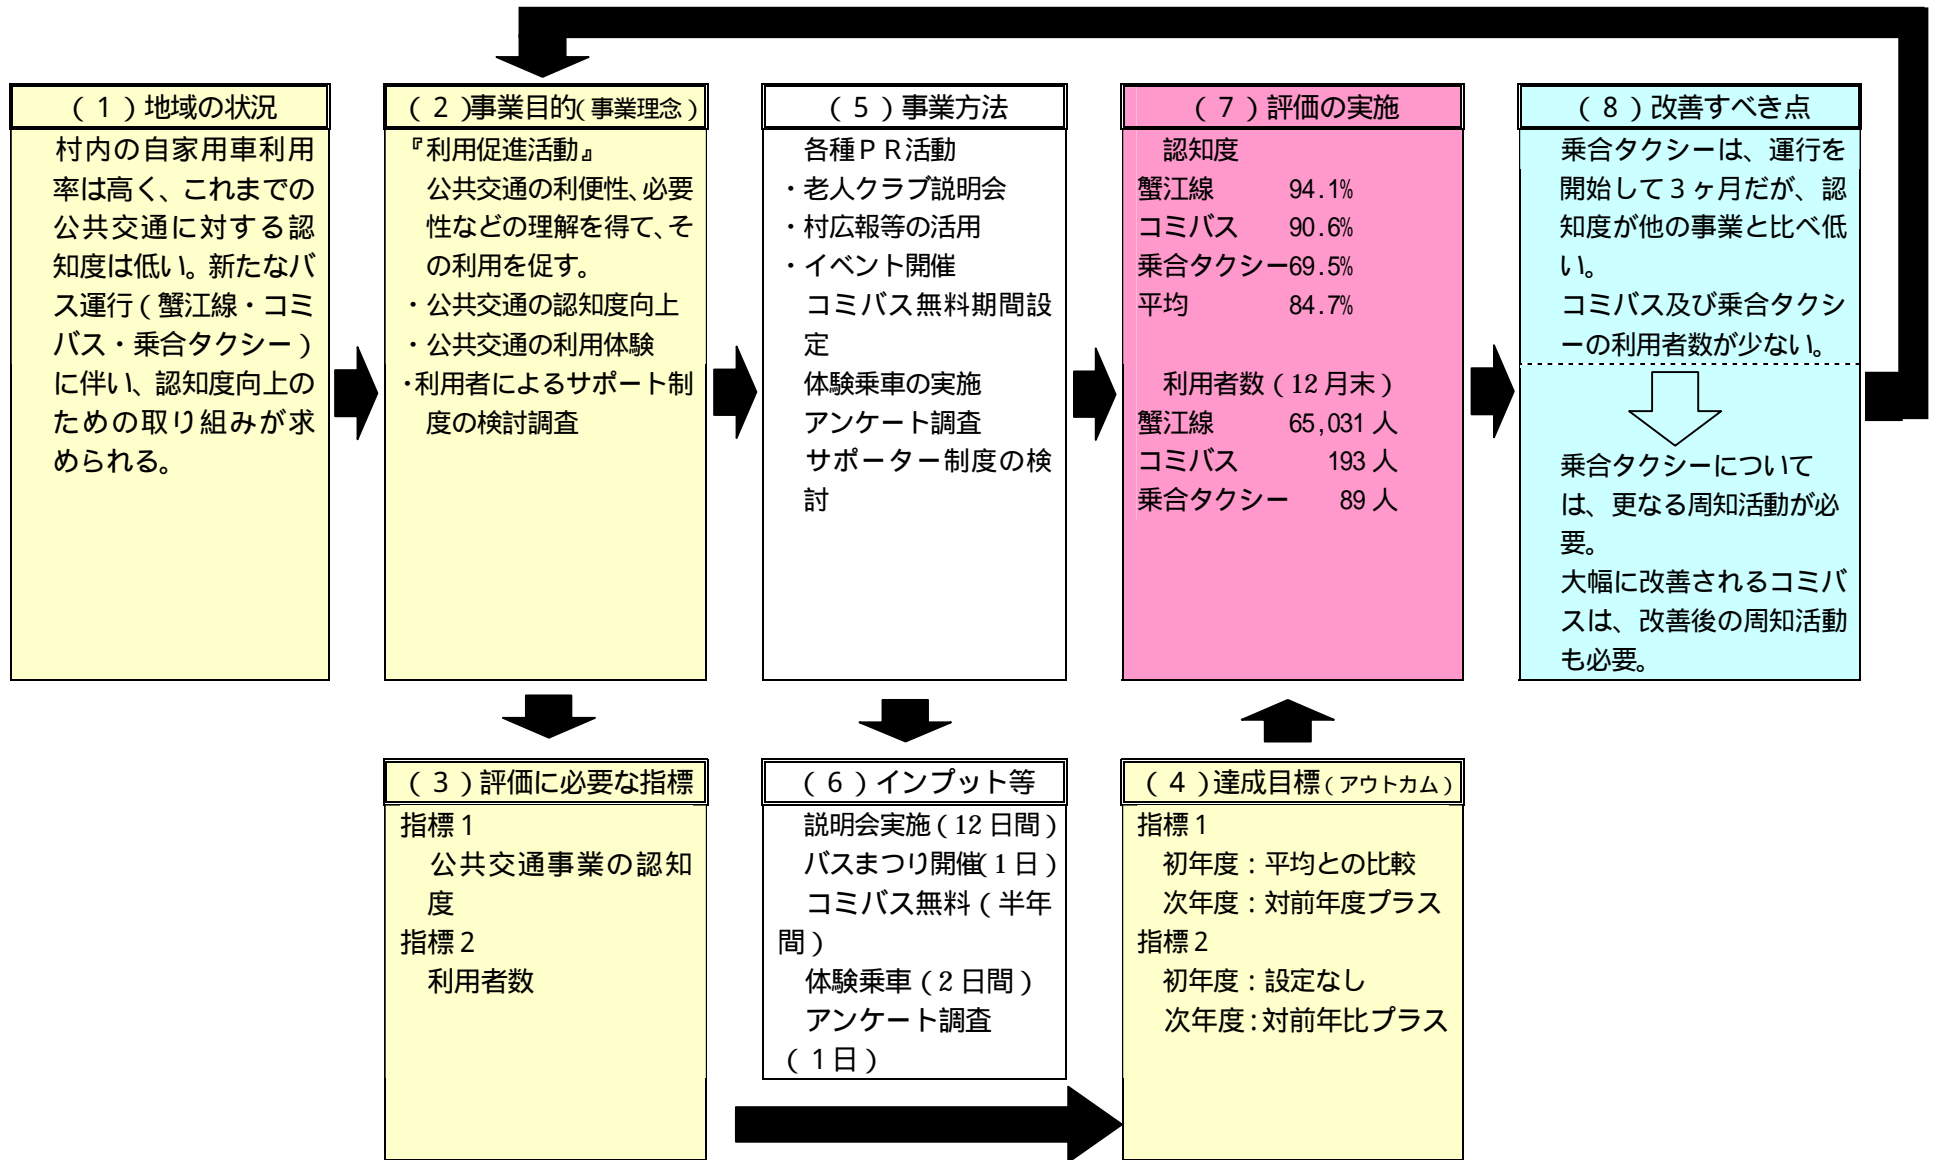 （１）地域の状況
村内の自家用車利用
率は高く、これまでの
公共交通に対する認
知度は低い。新たなバ
ス運行（蟹江線・コミ
バス・乗合タクシー）
に伴い、認知度向上の
ための取り組みが求
められる。
（２）事業目的（事業理念）
『利用促進活動』
公共交通の利便性、必要
性などの理解を得て、そ
の利用を促す。
・公共交通の認知度向上
・公共交通の利用体験
・利用者によるサポート制
度の検討調査
（５）事業方法
各種ＰＲ活動
・老人クラブ説明会
・村広報等の活用
・イベント開催
コミバス無料期間設
定
体験乗車の実施
アンケート調査
サポーター制度の検
討
（７）評価の実施
認知度
蟹江線 94.1%
コミバス 90.6%
乗合タクシー69.5%
平均 84.7%
利用者数（12月末）
蟹江線 65,031人
コミバス 193人
乗合タクシー 89人
（８）改善すべき点
乗合タクシーは、運行を
開始して３ヶ月だが、認
知度が他の事業と比べ低
い。
コミバス及び乗合タクシ
ーの利用者数が少ない。
乗合タクシーについて
は、更なる周知活動が必
要。
大幅に改善されるコミバ
スは、改善後の周知活動
も必要。
（３）評価に必要な指標
指標１
公共交通事業の認知
度
指標２
利用者数
（６）インプット等
説明会実施（12日間）
バスまつり開催（1日）
コミバス無料（半年
間）
体験乗車（2日間）
アンケート調査
（１日）
（４）達成目標（アウトカム）
指標１
初年度：平均との比較
次年度：対前年度プラス
指標２
初年度：設定なし
次年度：対前年比プラス